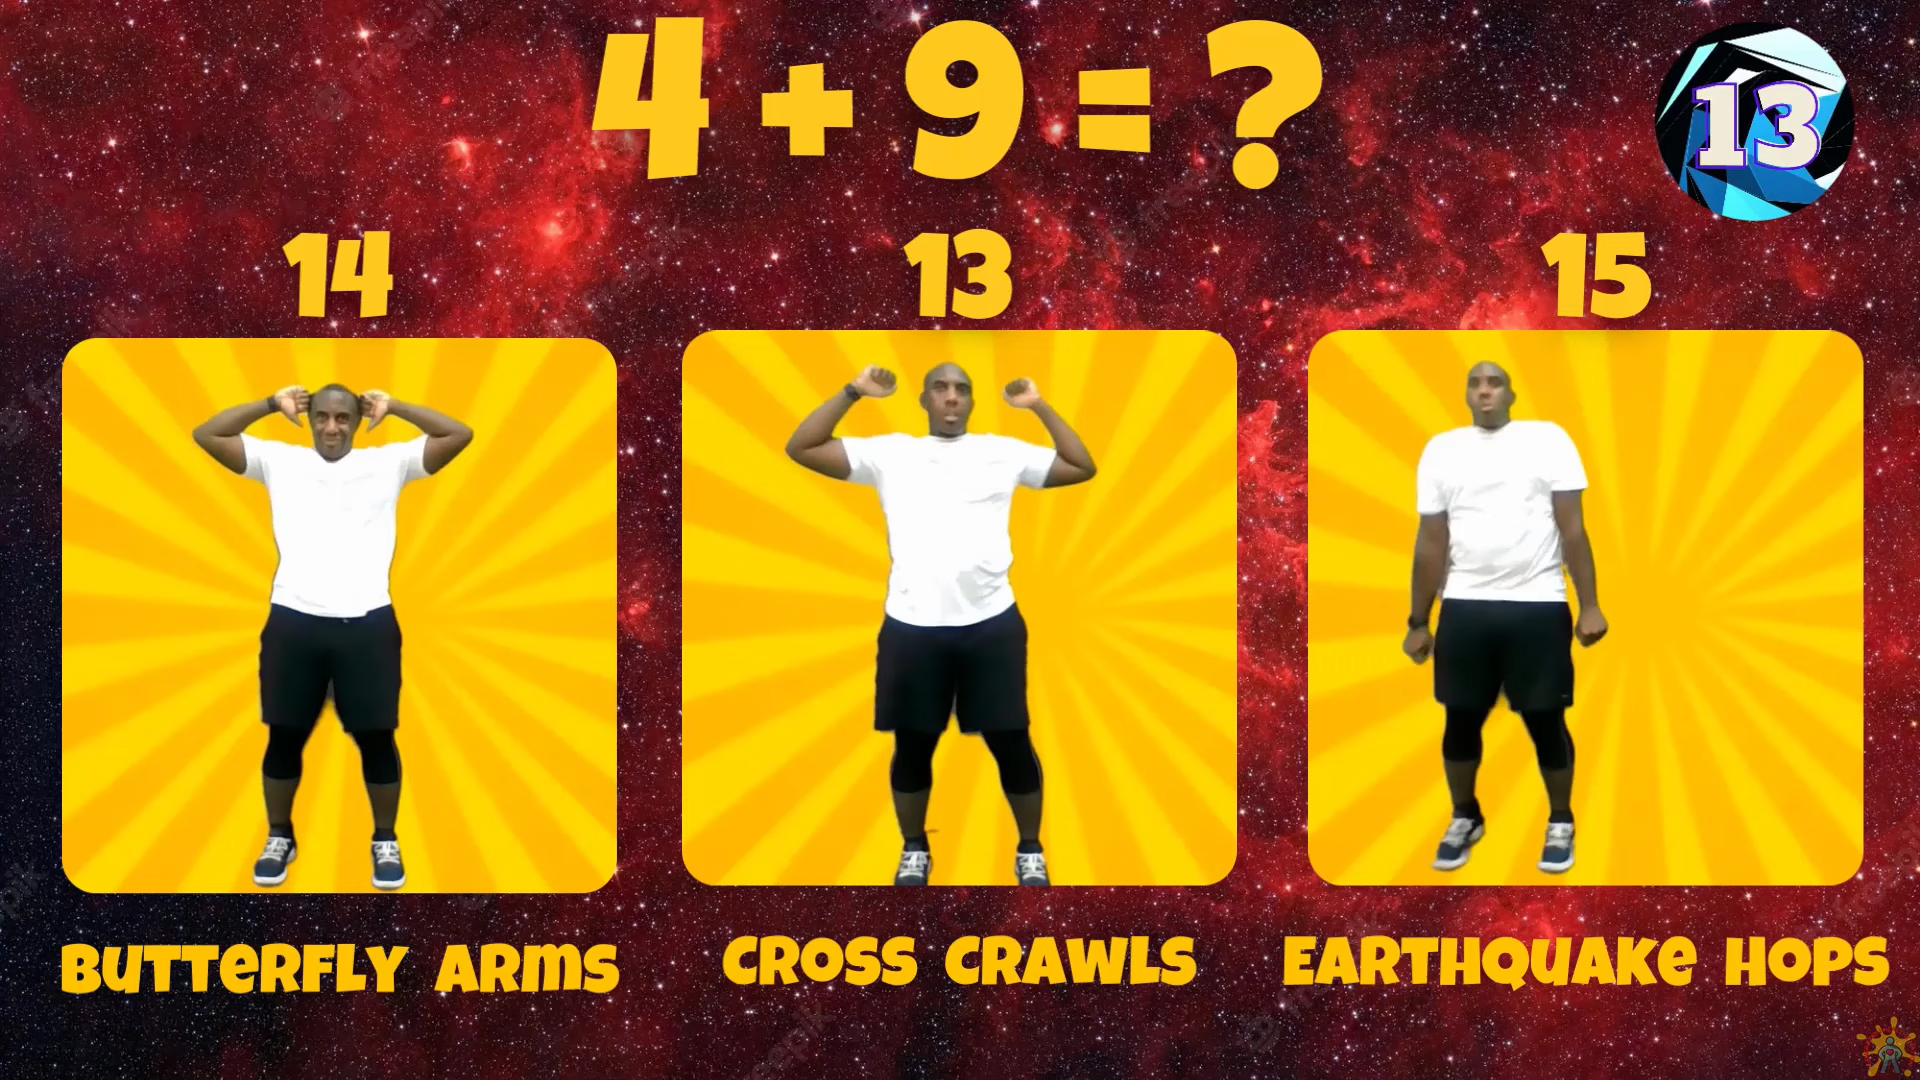 4 + 9 = ?
13
14
13
15
BUTTERFLY ARMS
CROSS CRAWLS
EARTHQUAKE HOPS